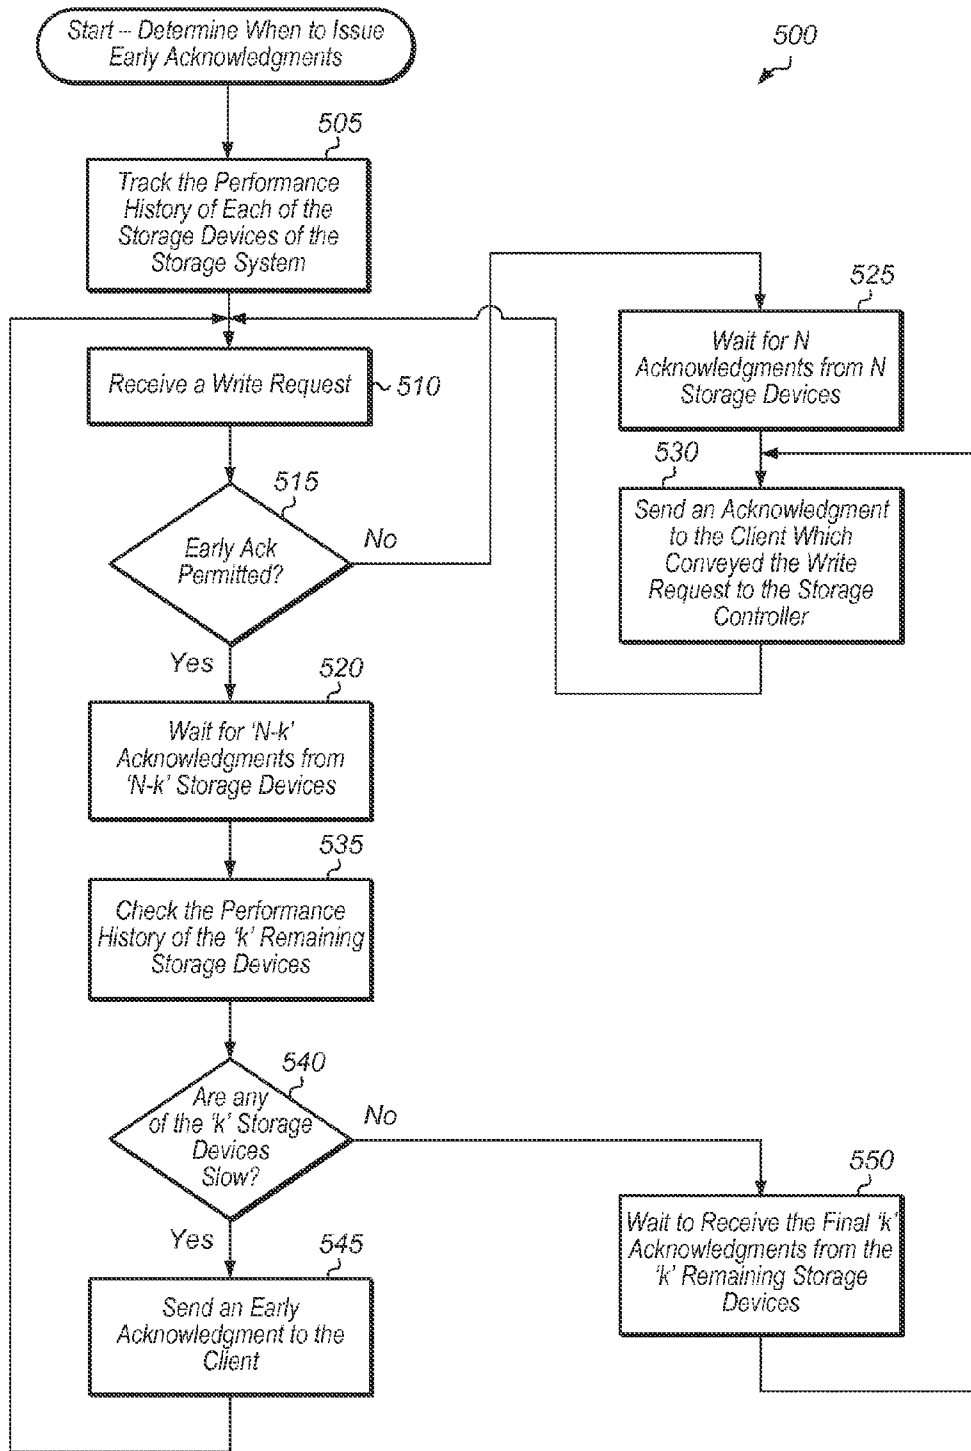 Start – Determine When to Issue
Early Acknowledgments
500
505
Track the Performance
History of Each of the
Storage Devices of the
Storage System
525
Wait for N
Acknowledgments from N
Storage Devices
Receive a Write Request
510
530
Send an Acknowledgment
to the Client Which
Conveyed the Write
Request to the Storage
Controller
515
Early Ack
Permitted?
No
Yes
520
Wait for 'N-k'
Acknowledgments from
'N-k' Storage Devices
535
Check the Performance
History of the 'k' Remaining
Storage Devices
540
Are any
of the 'k' Storage
Devices
Slow?
No
Yes
550
Wait to Receive the Final 'k'
Acknowledgments from the
'k' Remaining Storage
Devices
545
Send an Early
Acknowledgment to the
Client